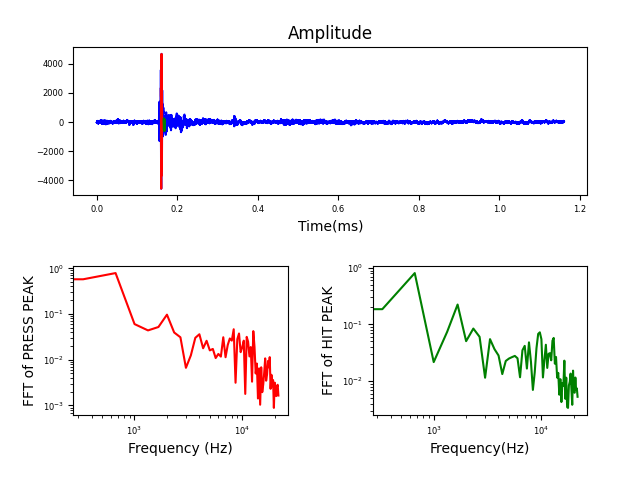 Amplitude
4000
2000
0
−2000
−4000
0.0 0.2 0.4 0.6 0.8 1.0 1.2
Time(ms)
FFT of PRESS PEAK
10⁰
10⁻¹
10⁻²
10⁻³
10³ 10⁴
Frequency (Hz)
FFT of HIT PEAK
10⁰
10⁻¹
10⁻²
10³ 10⁴
Frequency(Hz)